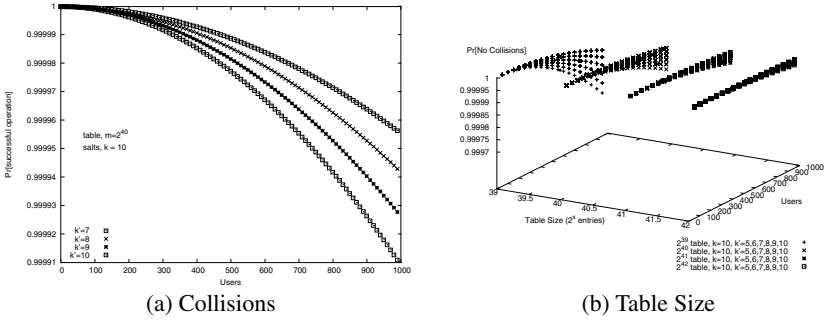 1
0.99999
0.99998
0.99997
0.99996
0.99995
0.99994
0.99993
0.99992
0.99991
Pr[successful operation]
table, m=2^40
salts, k = 10
k'=7
k'=8
k'=9
k'=10
0 100 200 300 400 500 600 700 800 900 1000
Users
(a) Collisions
Pr[No Collisions]
1
0.99995
0.9999
0.99985
0.9998
0.99975
0.9997
39 39.5 40 40.5 41 41.5 42
Table Size (2^x entries)
0 100 200 300 400 500 600 700 800 900 1000
Users
2^39 table, k=10, k'=5,6,7,8,9,10
2^40 table, k=10, k'=5,6,7,8,9,10
2^41 table, k=10, k'=5,6,7,8,9,10
2^42 table, k=10, k'=5,6,7,8,9,10
(b) Table Size